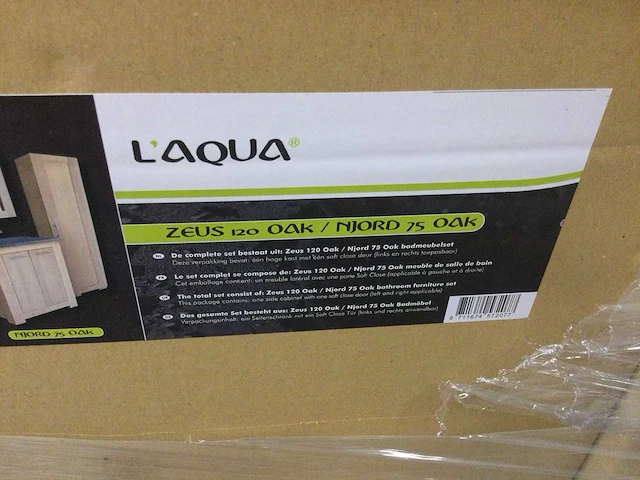 L'AQUA®
ZEUS 120 OAK / NJORD 75 OAK
NL De complete set bestaat uit: Zeus 120 Oak / Njord 75 Oak badmeubelset
Deze verpakking bevat: één hoge kast met één soft close deur (links en rechts toepasbaar)
FR Le set complet se compose de: Zeus 120 Oak / Njord 75 Oak meuble de salle de bain
Cet emballage contient: un meuble latéral avec une porte Soft Close (applicable à gauche et à droite)
The total set consist of: Zeus 120 Oak / Njord 75 Oak bathroom furniture set
This package contains: one side cabinet with one soft close door (left and right applicable)
Das gesamte Set besteht aus: Zeus 120 Oak / Njord 75 Oak Badmöbel
Verpackungsinhalt: ein Seitenschrank mit ein Soft Close Tür (links und rechts anwendbar)
8 711674 572077
NJORD 75 OAK